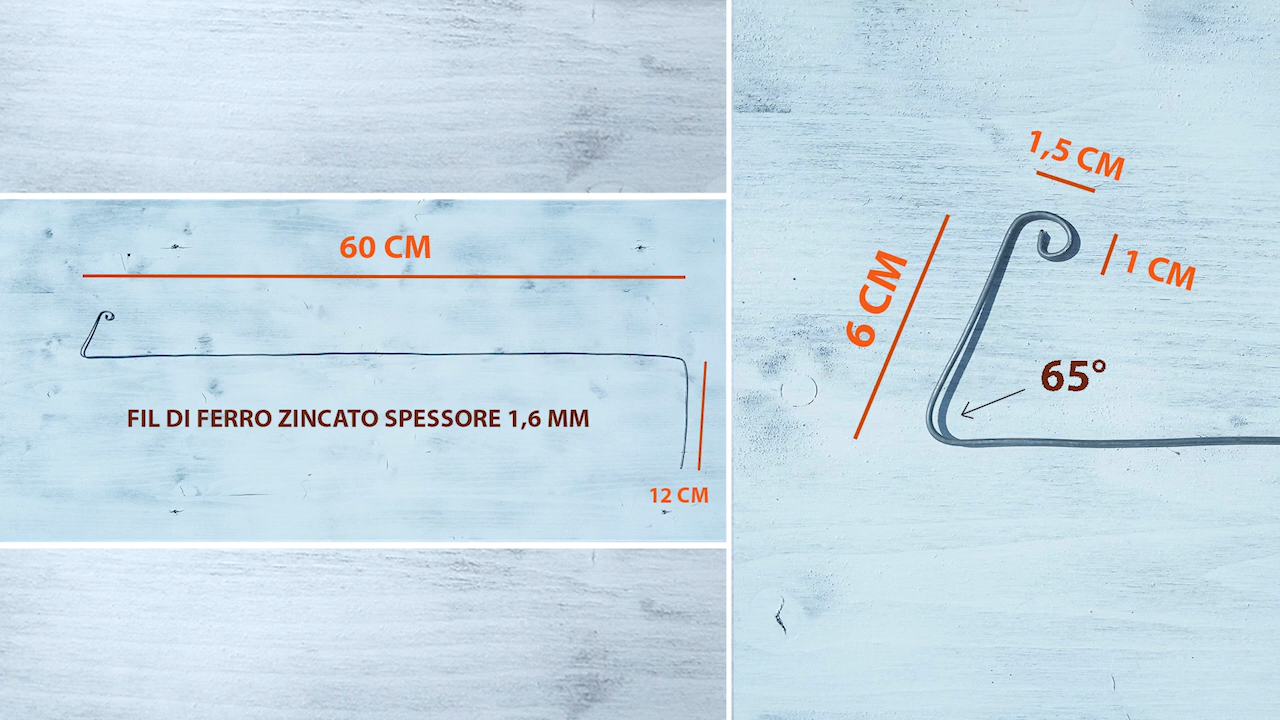 60 CM
FIL DI FERRO ZINCATO SPESSORE 1,6 MM
12 CM
1,5 CM
1 CM
6 CM
65°